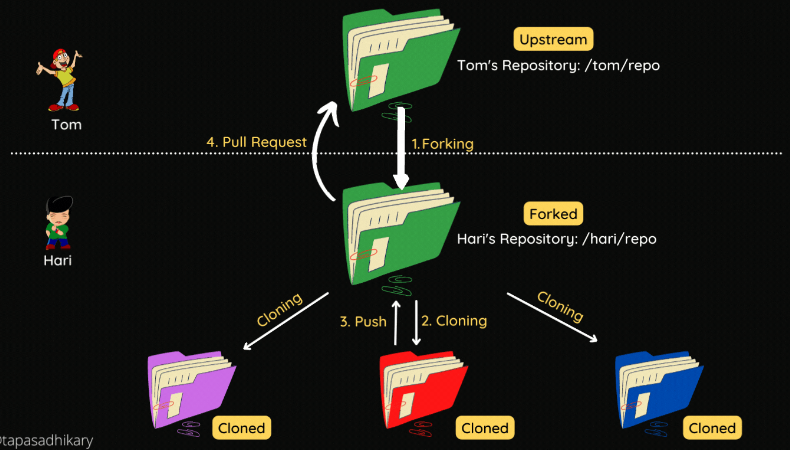 Upstream
Tom's Repository: /tom/repo
Tom
4. Pull Request
1.Forking
Forked
Hari's Repository: /hari/repo
Hari
Cloning
3. Push
2. Cloning
Cloning
Cloned
Cloned
Cloned
tapasadhikary